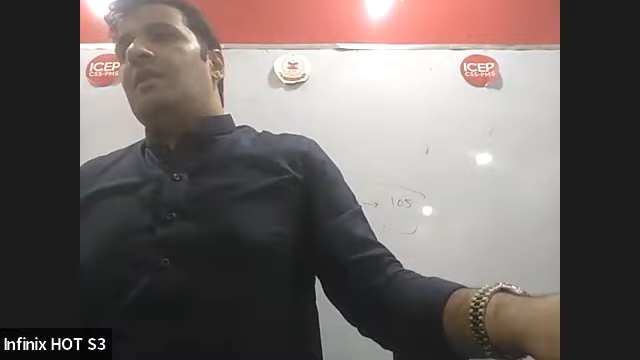 ICEP
CSS-PMS
ICEP
CSS-PMS
→ 105
Infinix HOT S3